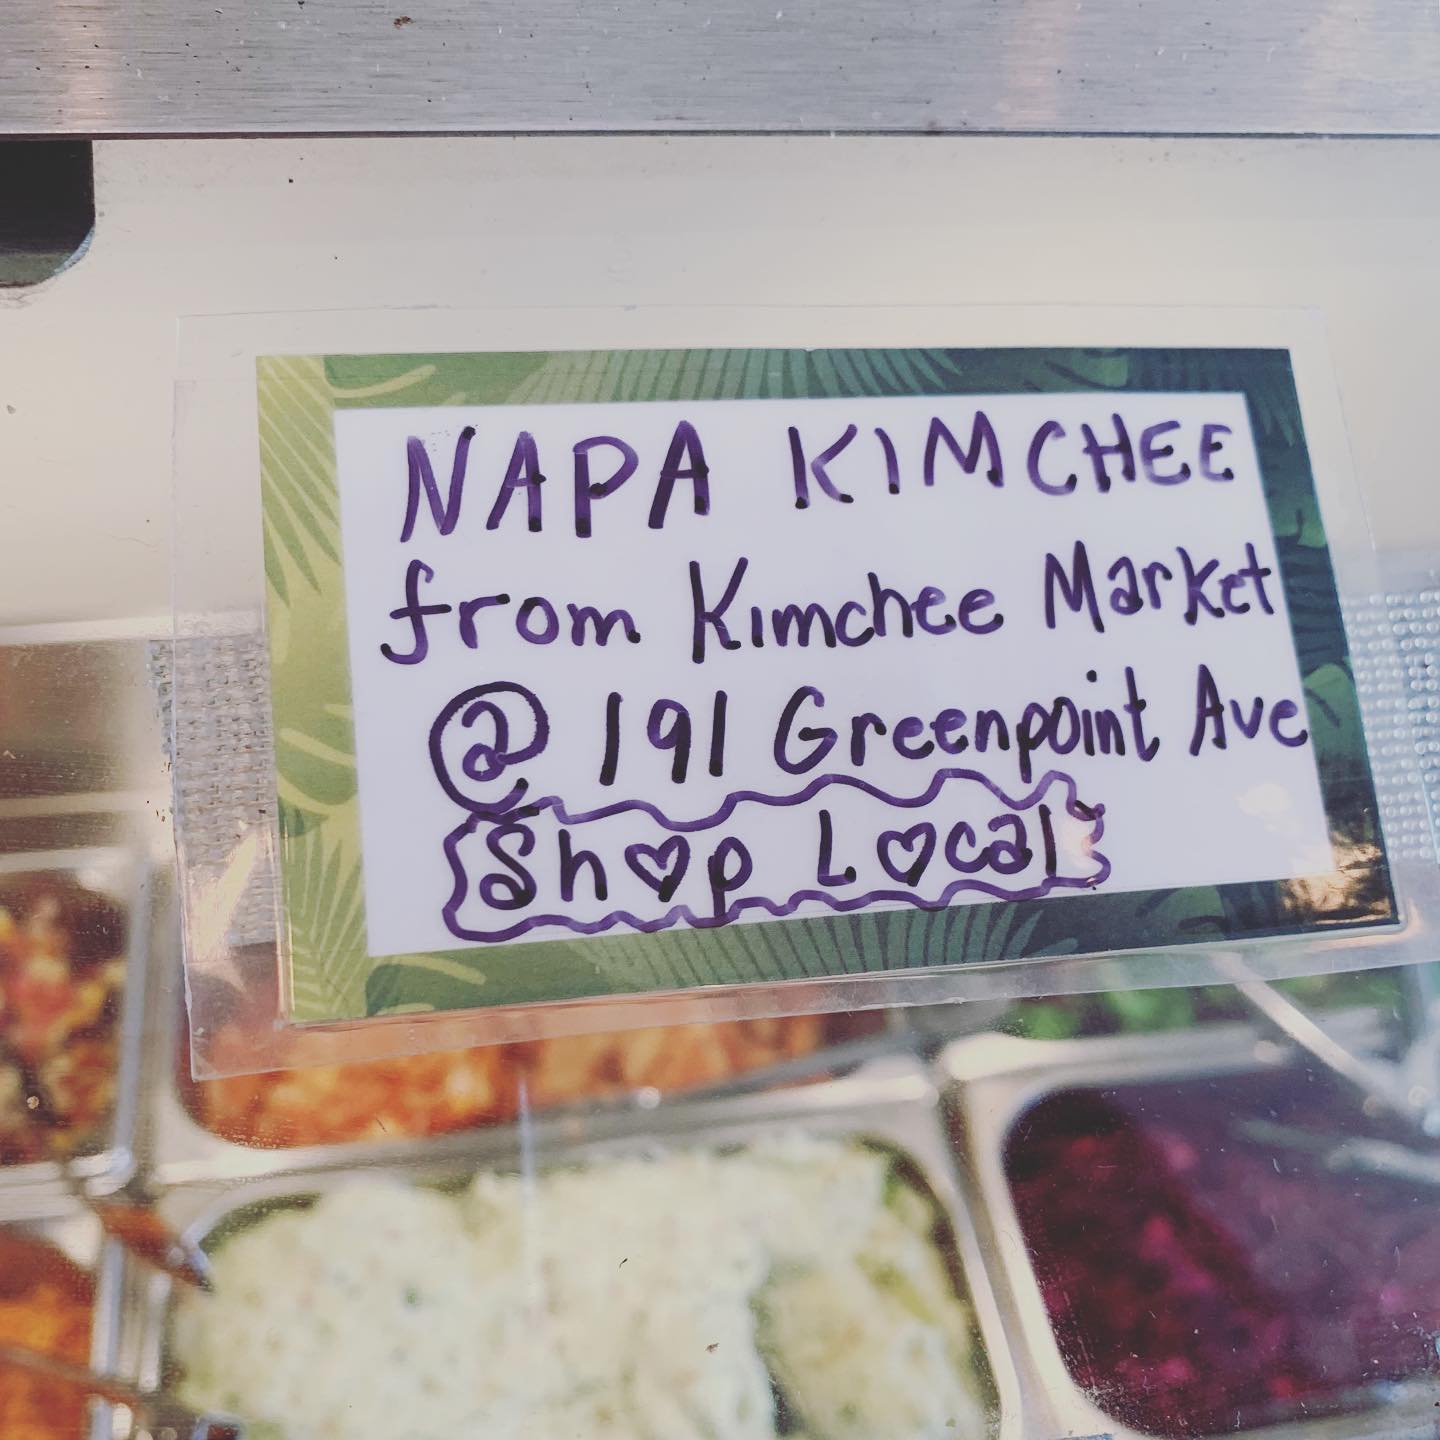 NAPA KIMCHEE
from Kimchee Market
@ 191 Greenpoint Ave
Shop Local